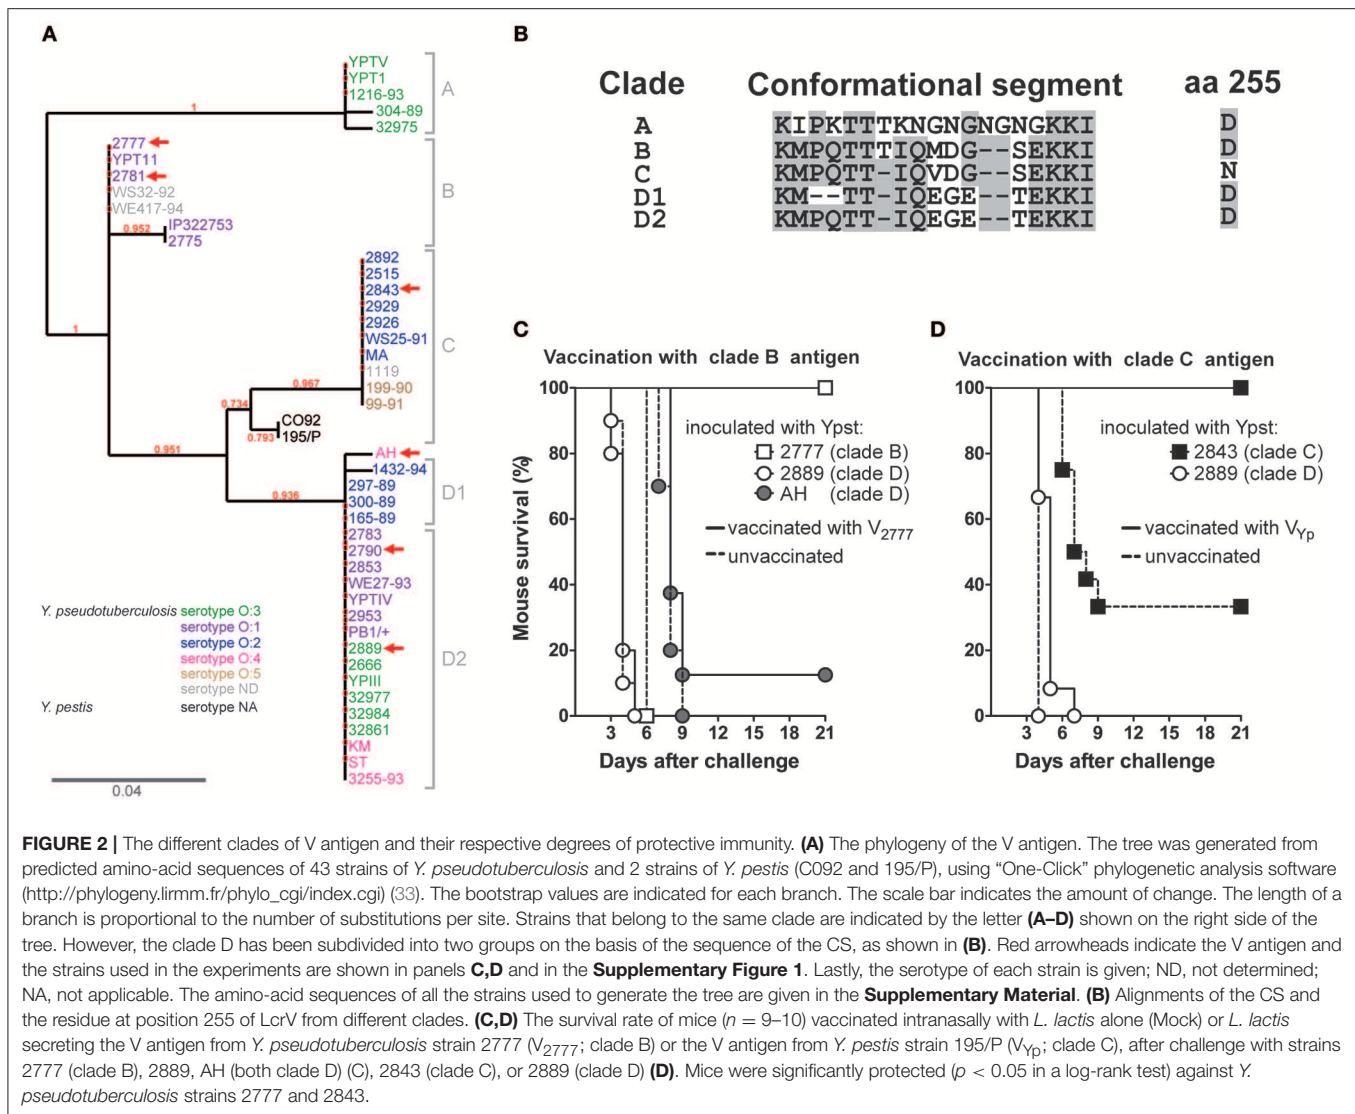 A
YPTV
YPT1
1216-93
304-89
32975
A
1
2777
YPT11
2781
WS32-92
WE417-94
IP322753
2775
0.952
B
1
2892
2515
2843
2929
2926
WS25-91
MA
1119
199-90
99-91
0.967
0.734
CO92
195/P
0.793
C
0.951
AH
1432-94
297-89
300-89
165-89
0.936
D1
2783
2790
2853
WE27-93
YPTIV
2953
PB1/+
2889
2666
YPIII
32977
32984
32861
KM
ST
3255-93
D2
Y. pseudotuberculosis serotype O:3
serotype O:1
serotype O:2
serotype O:4
serotype O:5
serotype ND
Y. pestis serotype NA
0.04
B
Clade Conformational segment aa 255
A KIPKTTTKNGNGNGNGKKI D
B KMPQTTTIQMDG--SEKKI D
C KMPQTT-IQVDG--SEKKI N
D1 KM--TT-IQEGE--TEKKI D
D2 KMPQTT-IQEGE--TEKKI D
C
Vaccination with clade B antigen
100
80
60
40
20
0
Mouse survival (%)
inoculated with Ypst:
2777 (clade B)
2889 (clade D)
AH (clade D)
vaccinated with V2777
unvaccinated
3 6 9 12 15 18 21
Days after challenge
D
Vaccination with clade C antigen
100
80
60
40
20
0
inoculated with Ypst:
2843 (clade C)
2889 (clade D)
vaccinated with VYp
unvaccinated
3 6 9 12 15 18 21
Days after challenge
FIGURE 2 | The different clades of V antigen and their respective degrees of protective immunity. (A) The phylogeny of the V antigen. The tree was generated from
predicted amino-acid sequences of 43 strains of Y. pseudotuberculosis and 2 strains of Y. pestis (C092 and 195/P), using "One-Click" phylogenetic analysis software
(http://phylogeny.lirmm.fr/phylo_cgi/index.cgi) (33). The bootstrap values are indicated for each branch. The scale bar indicates the amount of change. The length of a
branch is proportional to the number of substitutions per site. Strains that belong to the same clade are indicated by the letter (A–D) shown on the right side of the
tree. However, the clade D has been subdivided into two groups on the basis of the sequence of the CS, as shown in (B). Red arrowheads indicate the V antigen and
the strains used in the experiments are shown in panels C,D and in the Supplementary Figure 1. Lastly, the serotype of each strain is given; ND, not determined;
NA, not applicable. The amino-acid sequences of all the strains used to generate the tree are given in the Supplementary Material. (B) Alignments of the CS and
the residue at position 255 of LcrV from different clades. (C,D) The survival rate of mice (n = 9–10) vaccinated intranasally with L. lactis alone (Mock) or L. lactis
secreting the V antigen from Y. pseudotuberculosis strain 2777 (V2777; clade B) or the V antigen from Y. pestis strain 195/P (VYp; clade C), after challenge with strains
2777 (clade B), 2889, AH (both clade D) (C), 2843 (clade C), or 2889 (clade D) (D). Mice were significantly protected (p < 0.05 in a log-rank test) against Y.
pseudotuberculosis strains 2777 and 2843.